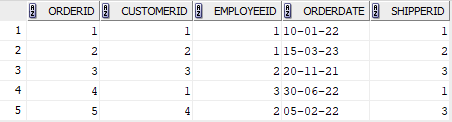 ORDERID CUSTOMERID EMPLOYEEID ORDERDATE SHIPPERID
1 1 1 1 10-01-22 1
2 2 2 1 15-03-23 2
3 3 3 2 20-11-21 3
4 4 1 3 30-06-22 1
5 5 4 2 05-02-22 3